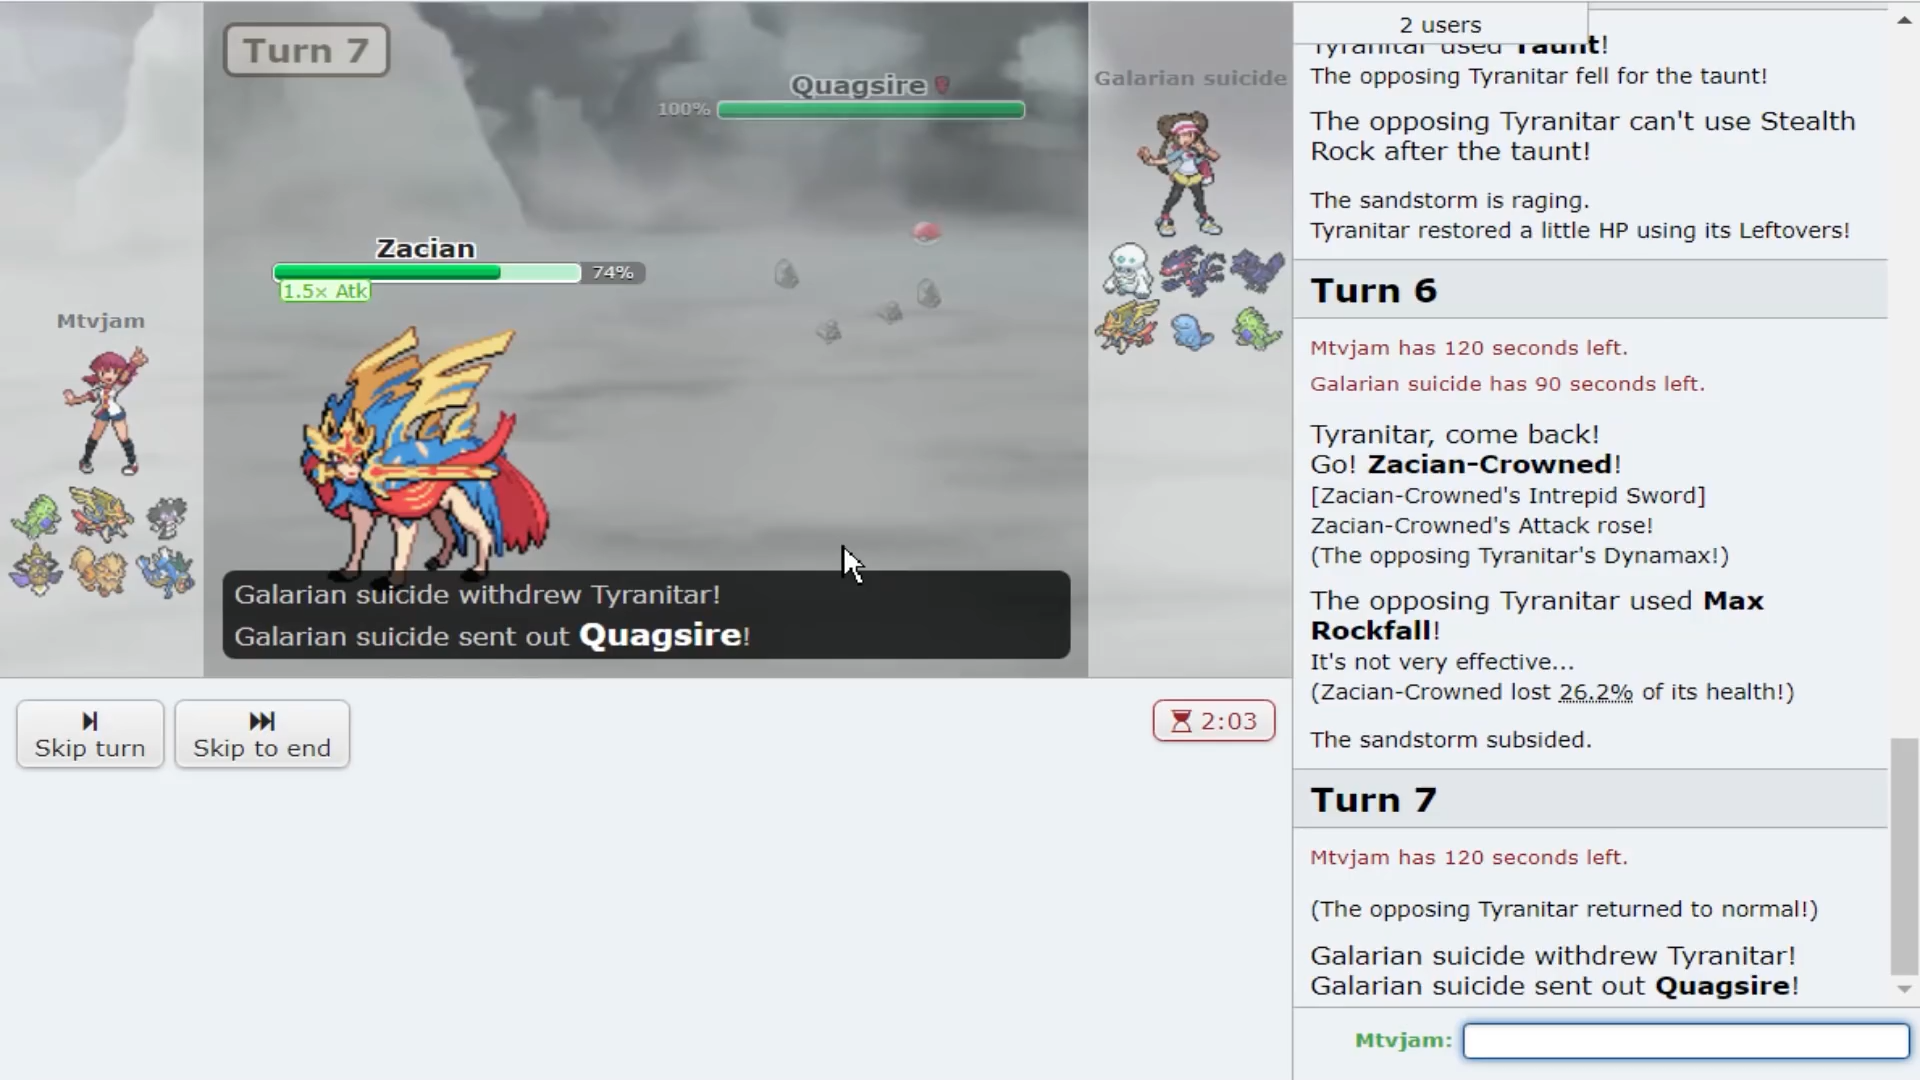 Turn 7
Quagsire
100%
Galarian suicide
Zacian
74%
1.5× Atk
Mtvjam
Galarian suicide withdrew Tyranitar!
Galarian suicide sent out Quagsire!
Skip turn
Skip to end
2:03
2 users
Tyranitar used Taunt!
The opposing Tyranitar fell for the taunt!
The opposing Tyranitar can't use Stealth
Rock after the taunt!
The sandstorm is raging.
Tyranitar restored a little HP using its Leftovers!
Turn 6
Mtvjam has 120 seconds left.
Galarian suicide has 90 seconds left.
Tyranitar, come back!
Go! Zacian-Crowned!
[Zacian-Crowned's Intrepid Sword]
Zacian-Crowned's Attack rose!
(The opposing Tyranitar's Dynamax!)
The opposing Tyranitar used Max
Rockfall!
It's not very effective...
(Zacian-Crowned lost 26.2% of its health!)
The sandstorm subsided.
Turn 7
Mtvjam has 120 seconds left.
(The opposing Tyranitar returned to normal!)
Galarian suicide withdrew Tyranitar!
Galarian suicide sent out Quagsire!
Mtvjam: